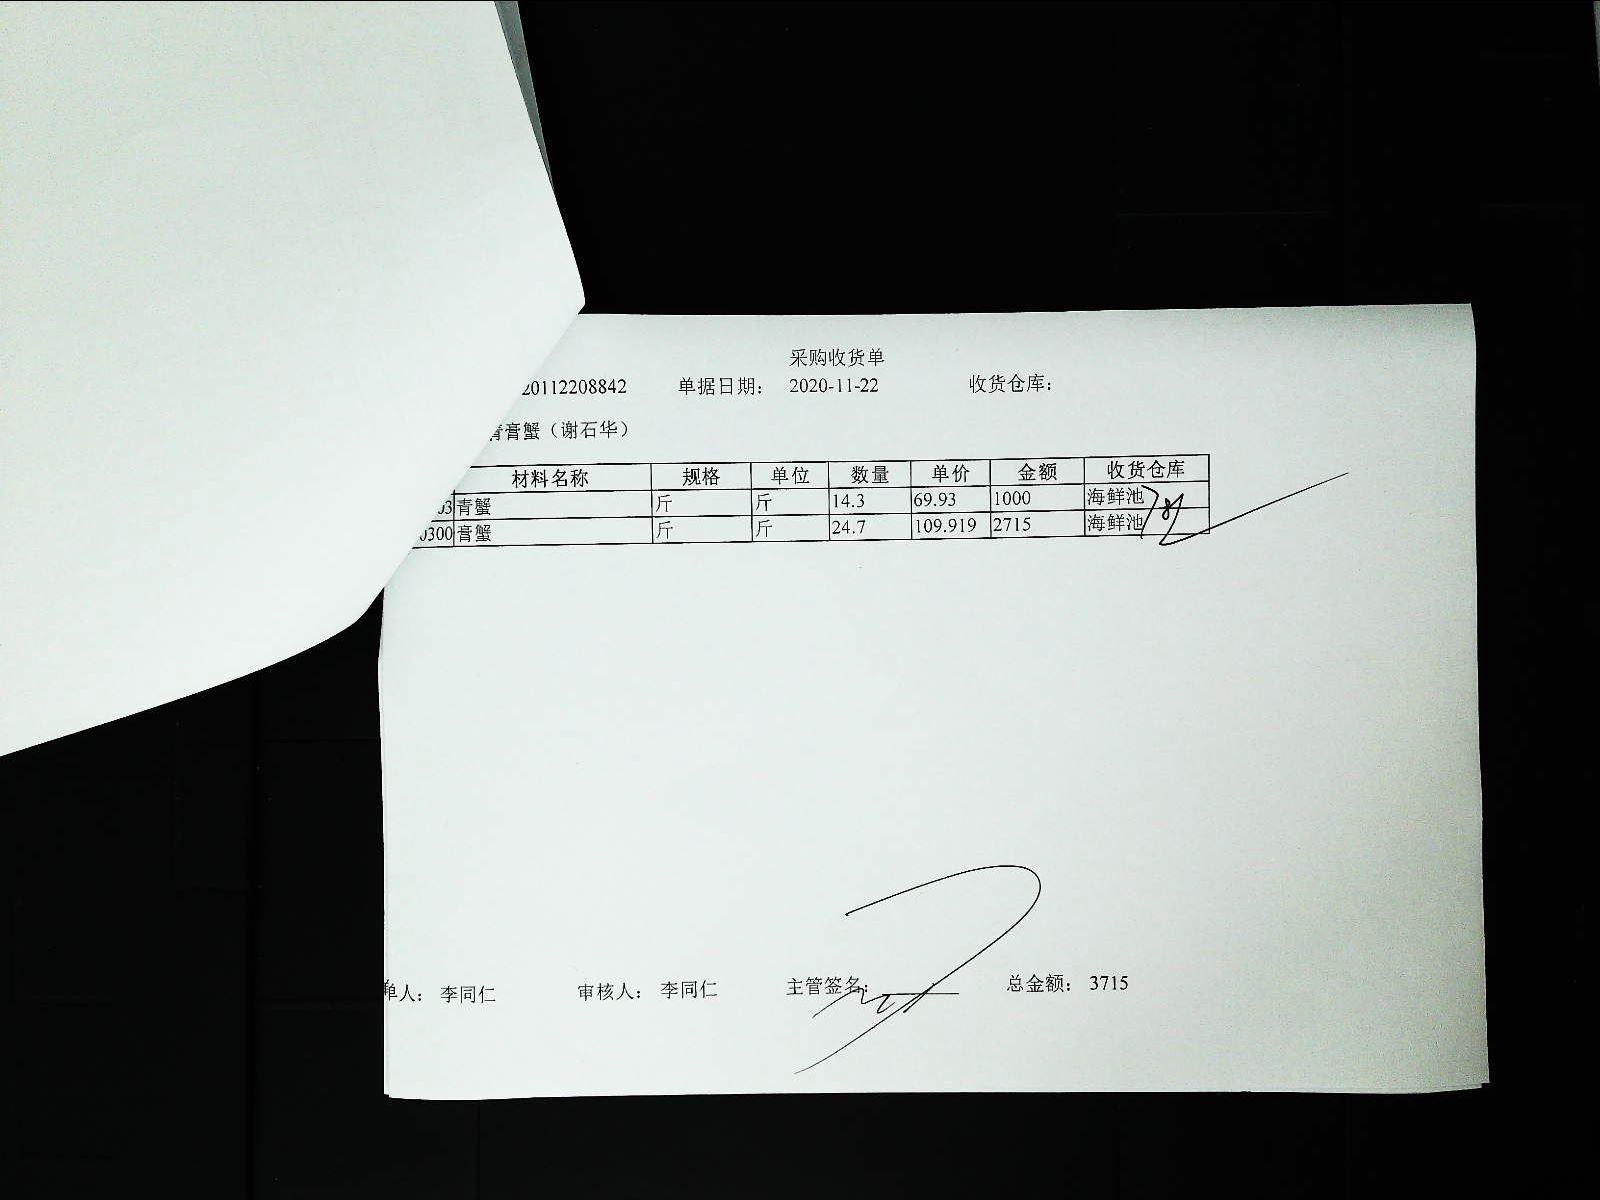 采购收货单
20112208842 单据日期： 2020-11-22 收货仓库：
青膏蟹（谢石华）
材料名称 规格 单位 数量 单价 金额 收货仓库
03 青蟹 斤 斤 14.3 69.93 1000 海鲜池
0300 膏蟹 斤 斤 24.7 109.919 2715 海鲜池
单人： 李同仁 审核人： 李同仁 主管签名： 总金额： 3715